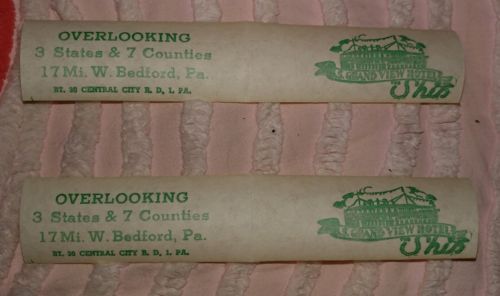 OVERLOOKING
3 States & 7 Counties
17 Mi. W. Bedford, Pa.
RT. 30 CENTRAL CITY R. D. 1, PA.
S. S. GRAND VIEW HOTEL
Ship
OVERLOOKING
3 States & 7 Counties
17 Mi. W. Bedford, Pa.
RT. 30 CENTRAL CITY R. D. 1, PA.
S. S. GRAND VIEW HOTEL
Ship